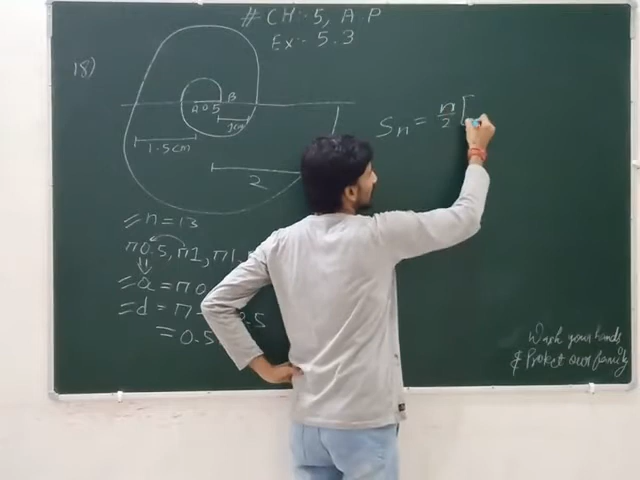 # CH:-5, A.P
Ex:- 5.3
18)
A 0.5 B
1cm
1.5cm
2
Sn = n/2 [
= n = 13
π0.5, π1, π1.
= a = π0
= d = π
.5
= 0.5
Wash your hands
& Protect our family